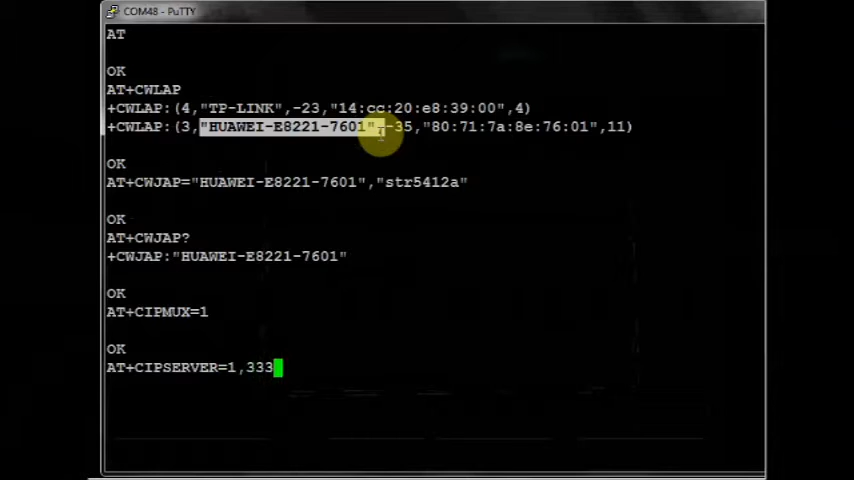 COM48 - PuTTY
AT
OK
AT+CWLAP
+CWLAP:(4,"TP-LINK",-23,"14:cc:20:e8:39:00",4)
+CWLAP:(3,"HUAWEI-E8221-7601",-35,"80:71:7a:8e:76:01",11)
OK
AT+CWJAP="HUAWEI-E8221-7601","str5412a"
OK
AT+CWJAP?
+CWJAP:"HUAWEI-E8221-7601"
OK
AT+CIPMUX=1
OK
AT+CIPSERVER=1,333